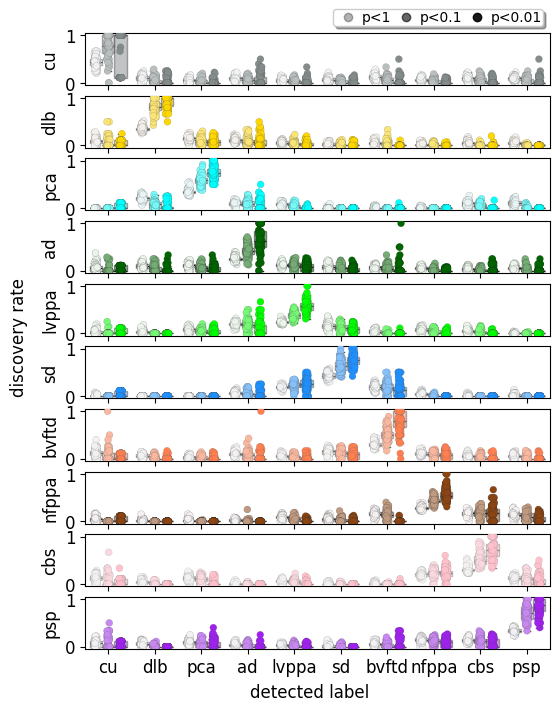 p<1 p<0.1 p<0.01
1
cu
0
1
dlb
0
1
pca
0
1
ad
0
1
lvppa
0
1
sd
0
1
bvftd
0
1
nfppa
0
1
cbs
0
1
psp
0
discovery rate
cu dlb pca ad lvppa sd bvftd nfppa cbs psp
detected label